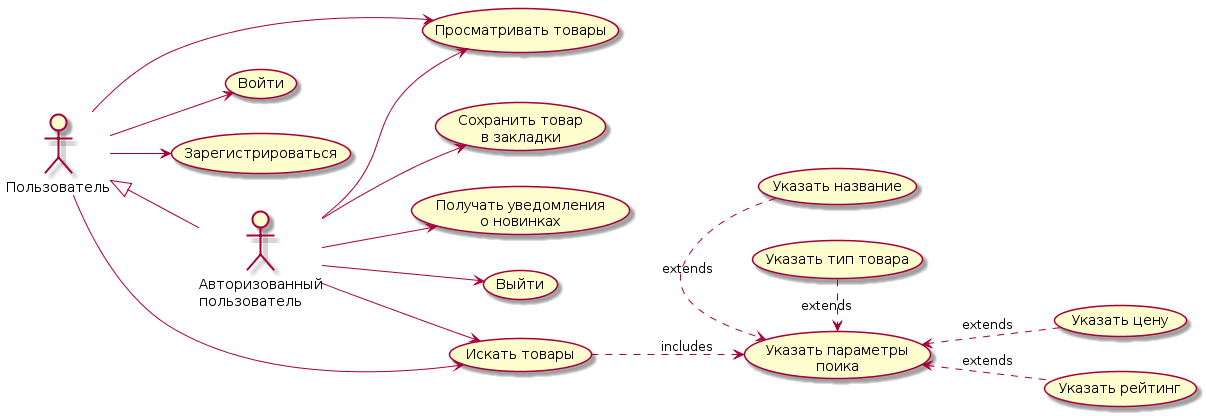 Просматривать товары
Войти
Зарегистрироваться
Пользователь
Сохранить товар
в закладки
Получать уведомления
о новинках
Авторизованный
пользователь
Выйти
Искать товары
includes
Указать название
extends
Указать тип товара
extends
Указать параметры
поика
extends
Указать цену
extends
Указать рейтинг